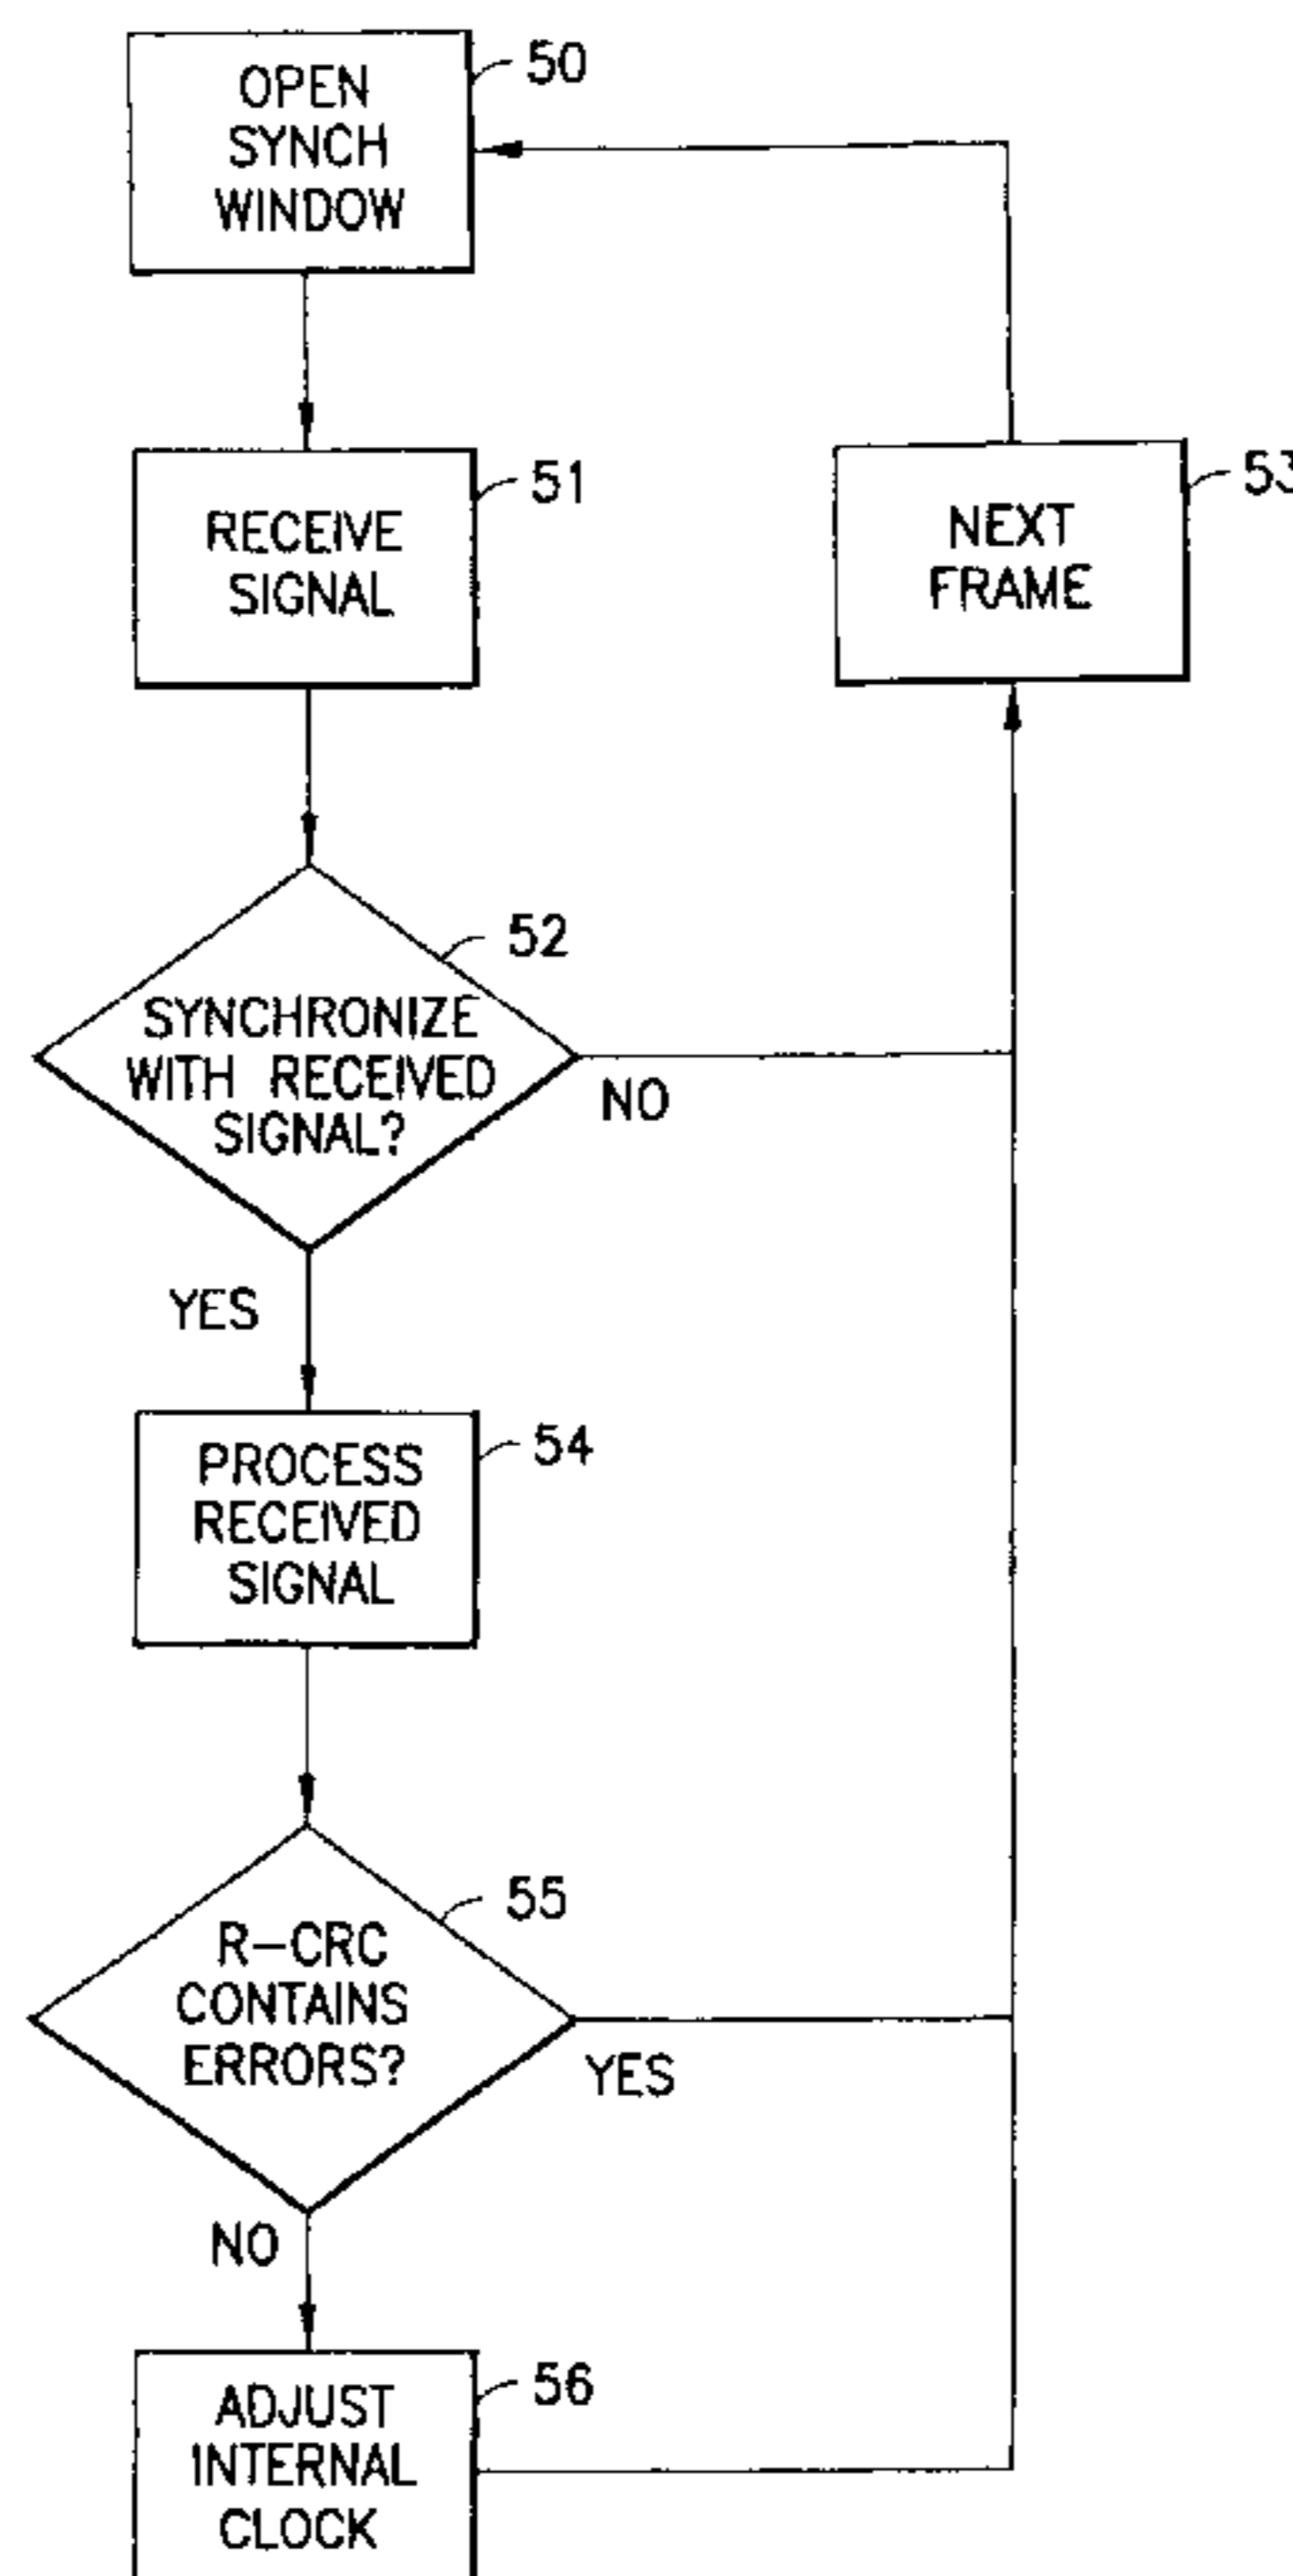 OPEN
SYNCH
WINDOW
50
RECEIVE
SIGNAL
51
NEXT
FRAME
53
SYNCHRONIZE
WITH RECEIVED
SIGNAL?
52
NO
YES
PROCESS
RECEIVED
SIGNAL
54
R-CRC
CONTAINS
ERRORS?
55
YES
NO
ADJUST
INTERNAL
CLOCK
56